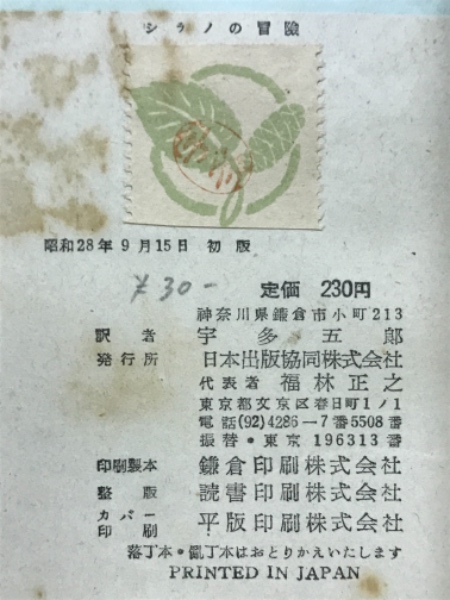 シラノの冒險
昭和28年9月15日 初版
¥30-
定価 230円
神奈川県鎌倉市小町213
訳者 宇多五郎
発行所 日本出版協同株式会社
代表者 福林正之
東京都文京区春日町1ノ1
電話(92)4286—7番5508番
振替・東京 196313番
印刷製本 鎌倉印刷株式会社
整版 読書印刷株式会社
カバー印刷 平版印刷株式会社
落丁本・亂丁本はおとりかえいたします
PRINTED IN JAPAN